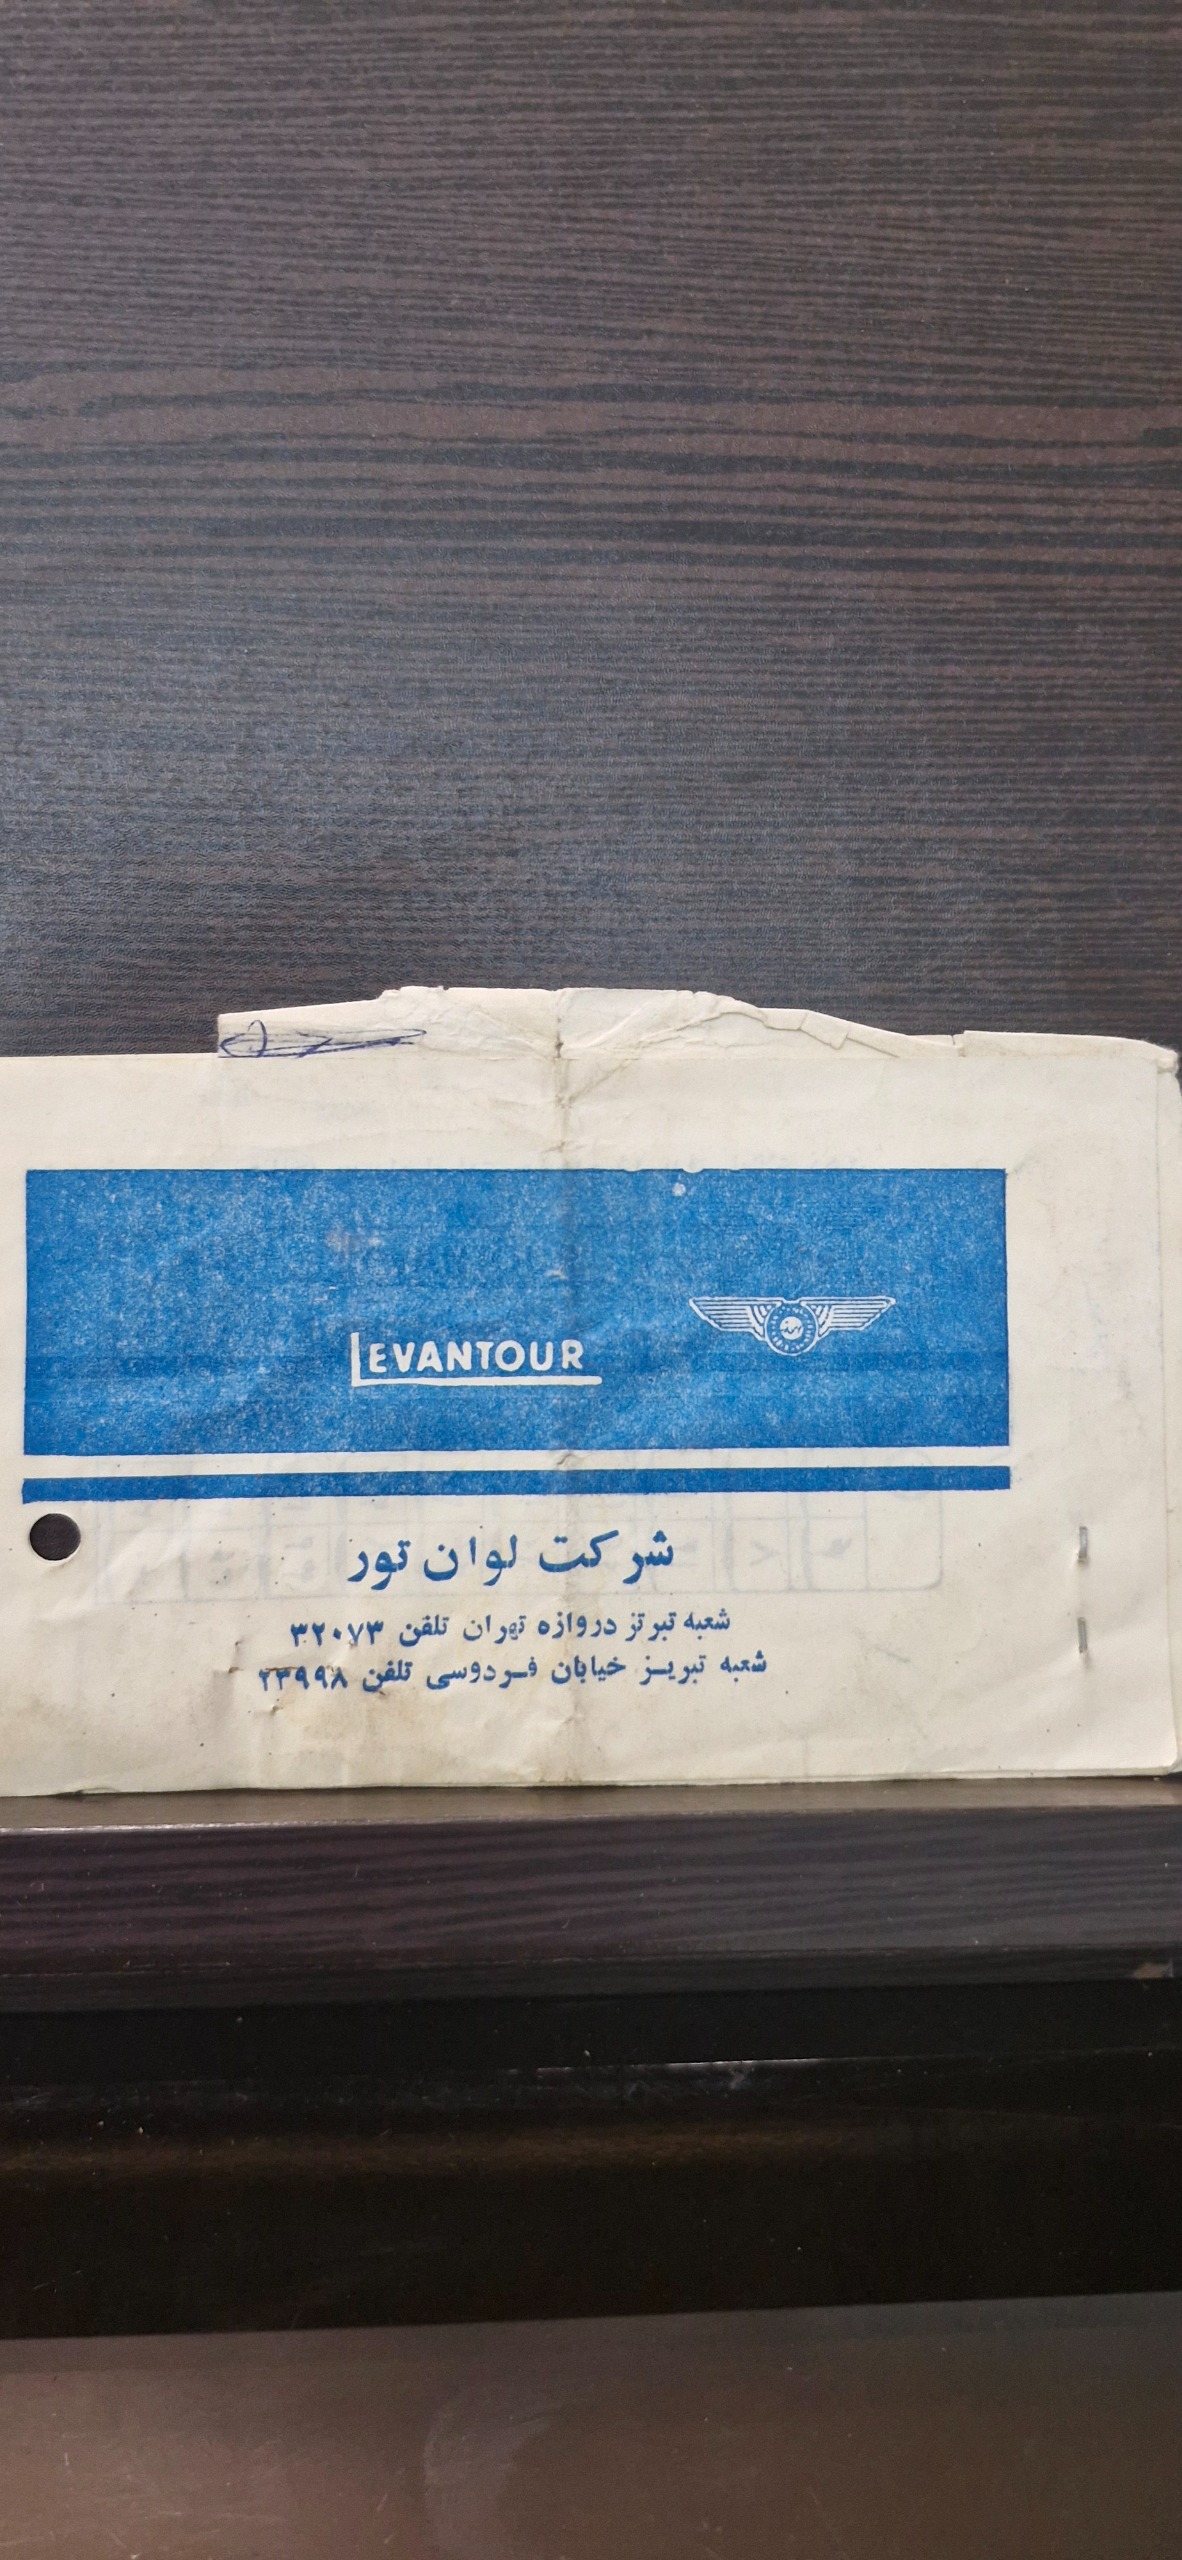 LEVANTOUR
شرکت لوان تور
شعبه تبرتز دروازه تهران تلفن ۳۲۰۷۳
شعبه تبریز خیابان فردوسی تلفن ۲۳۹۹۸